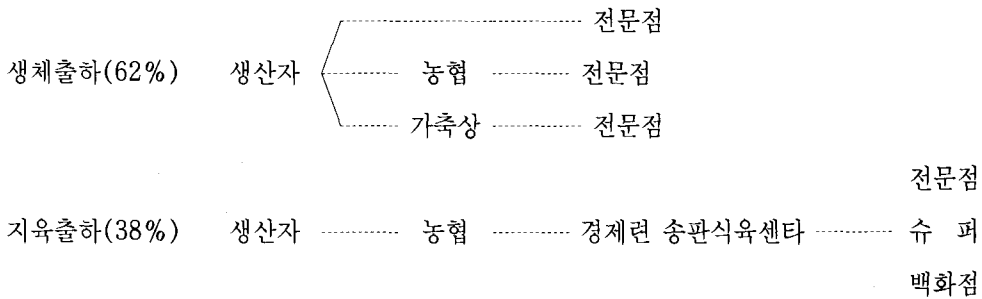 전문점
생체출하(62%) 생산자 농협 전문점
가축상 전문점
전문점
지육출하(38%) 생산자 농협 경제련 송판식육센타 슈 퍼
백화점